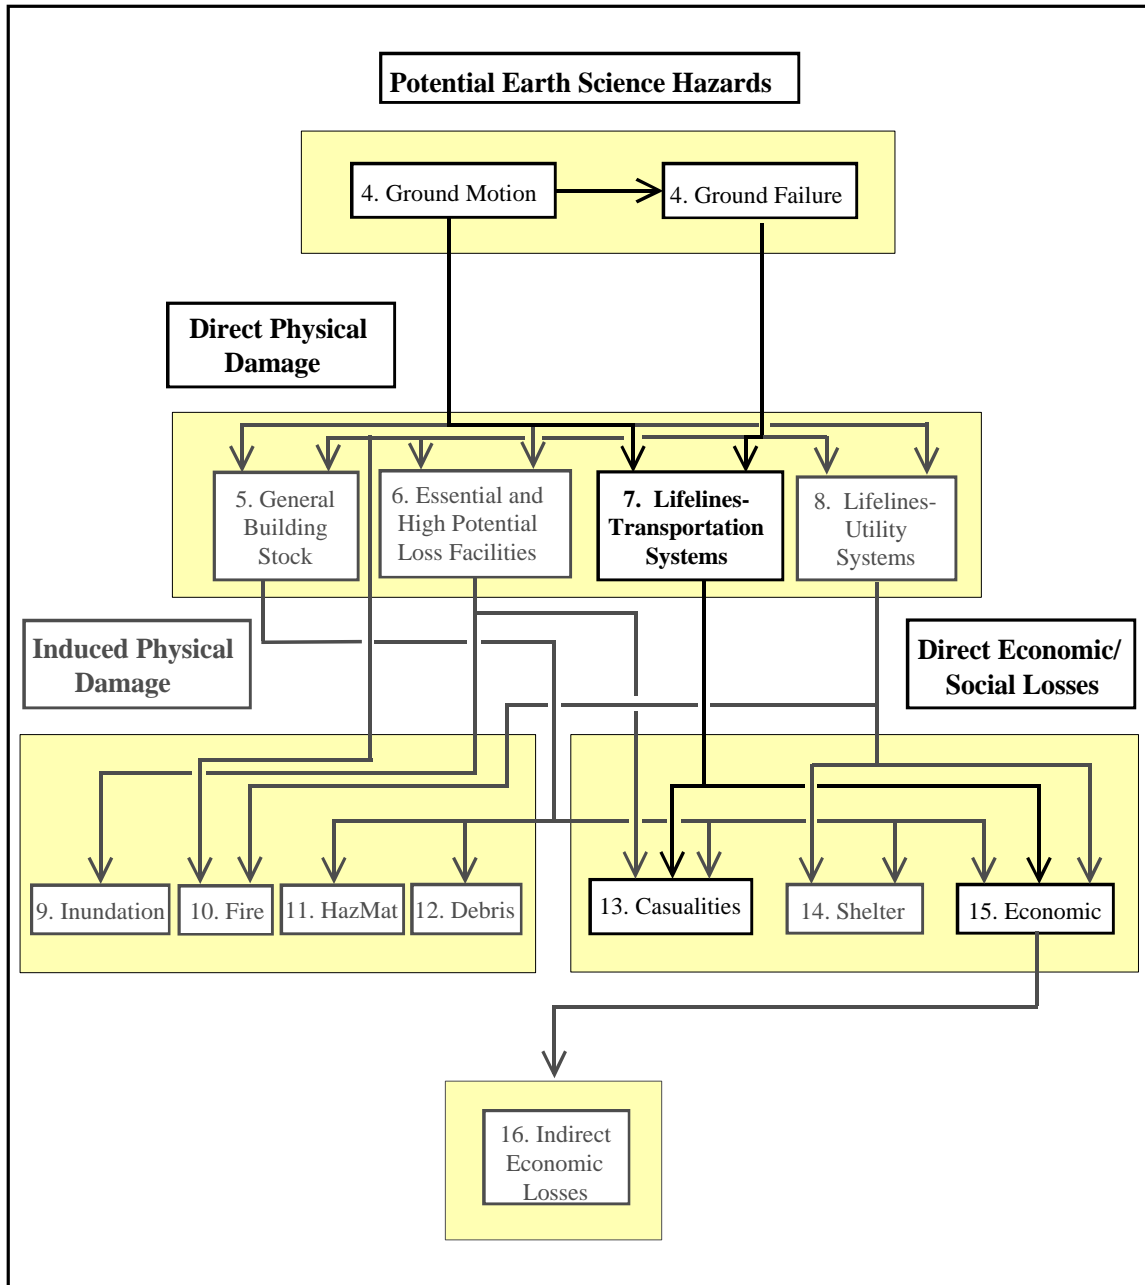 Potential Earth Science Hazards
4. Ground Motion
4. Ground Failure
Direct Physical
Damage
5. General
Building
Stock
6. Essential and
High Potential
Loss Facilities
7. Lifelines-
Transportation
Systems
8. Lifelines-
Utility
Systems
Induced Physical
Damage
Direct Economic/
Social Losses
9. Inundation
10. Fire
11. HazMat
12. Debris
13. Casualities
14. Shelter
15. Economic
16. Indirect
Economic
Losses